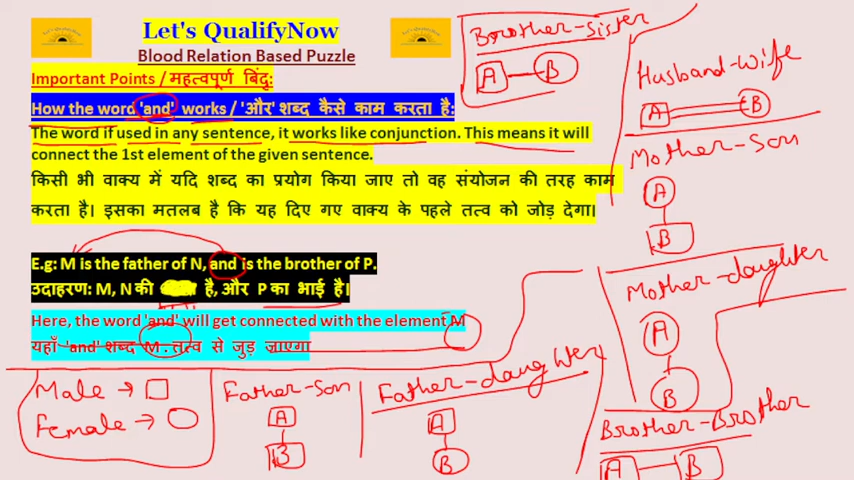 Let's QualifyNow
Blood Relation Based Puzzle
Important Points / महत्वपूर्ण बिंदु:
How the word 'and' works / 'और' शब्द कैसे काम करता है:
The word if used in any sentence, it works like conjunction. This means it will
connect the 1st element of the given sentence.
किसी भी वाक्य में यदि शब्द का प्रयोग किया जाए तो वह संयोजन की तरह काम
करता है। इसका मतलब है कि यह दिए गए वाक्य के पहले तत्व को जोड़ देगा।
E.g: M is the father of N, and is the brother of P.
उदाहरण: M, N की है, और P का भाई है।
Here, the word 'and' will get connected with the element M
यहाँ 'and' शब्द M . तत्व से जुड़ जाएगा
Male → □
Female → ○
Father-Son
A
B
Father-daughter
A
B
Brother-Sister
A — B
Husband-Wife
A = B
Mother-Son
A
B
Mother-daughter
A
B
Brother-Brother
A — B